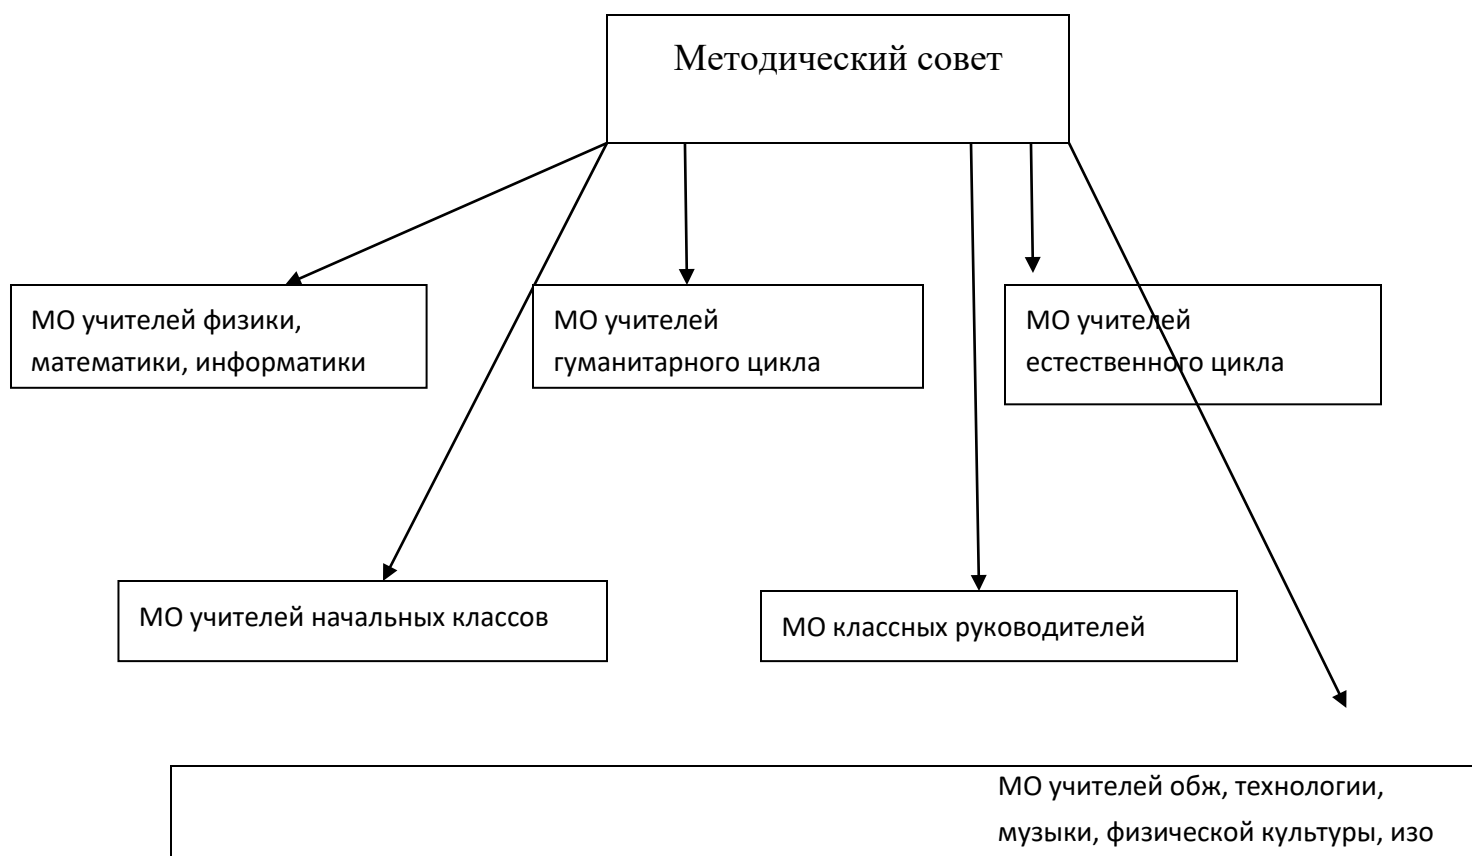 Методический совет
МО учителей физики,
математики, информатики
МО учителей
гуманитарного цикла
МО учителей
естественного цикла
МО учителей начальных классов
МО классных руководителей
МО учителей обж, технологии,
музыки, физической культуры, изо